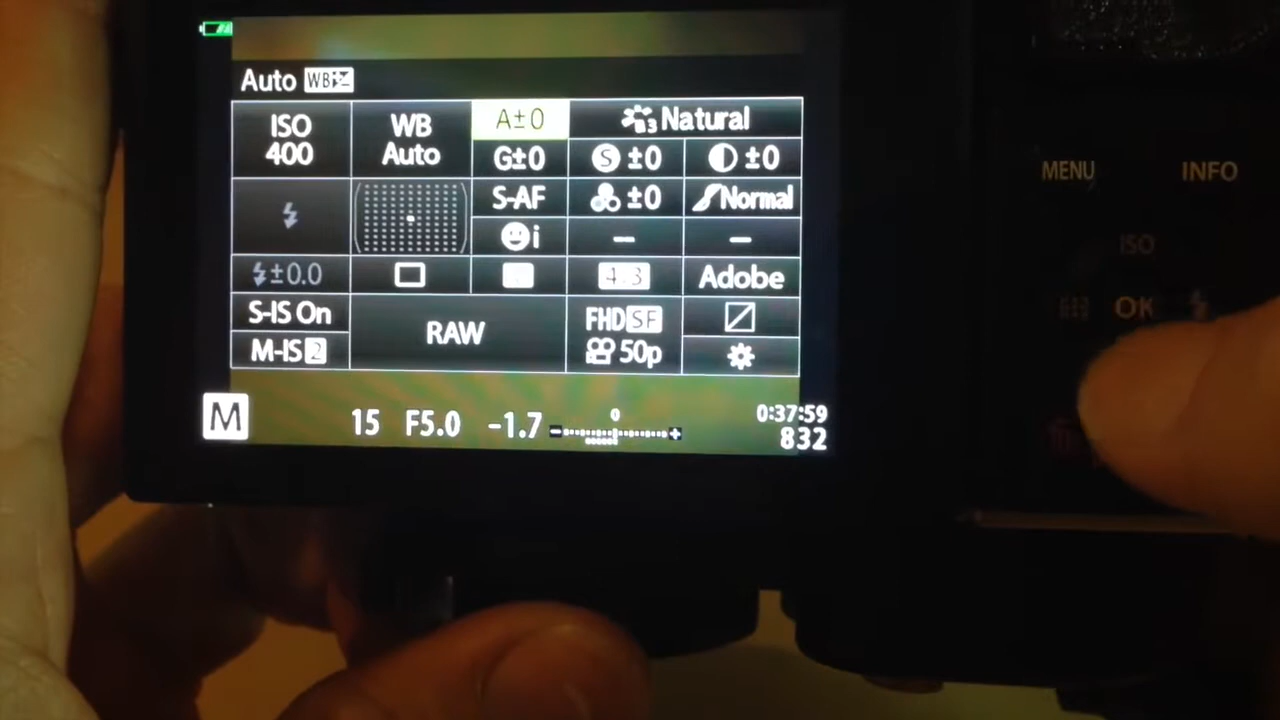 Auto WB
ISO 400
WB Auto
A±0
3 Natural
G±0
S ±0
±0
S-AF
±0
Normal
i
±0.0
4:3
Adobe
S-IS On
RAW
FHD SF
M-IS 2
50p
M
15 F5.0 -1.7
0
0:37:59
832
MENU
INFO
ISO
OK